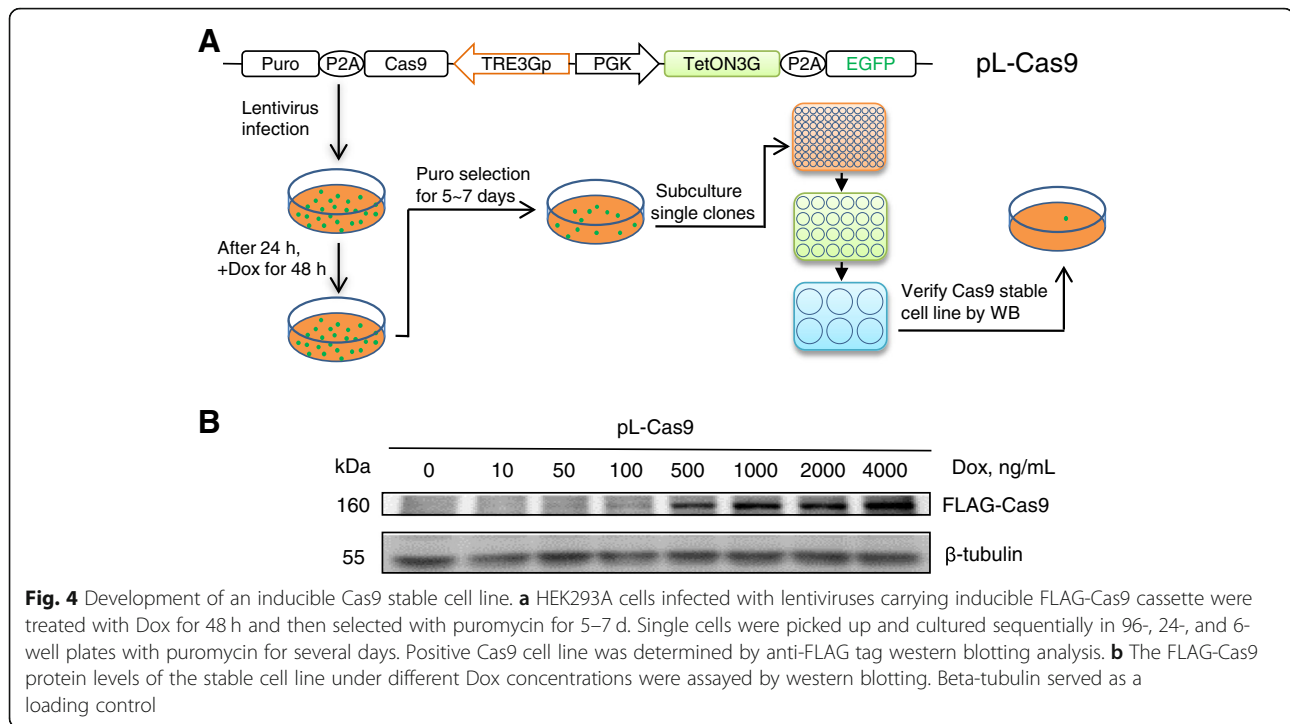 A
Puro P2A Cas9 TRE3Gp PGK TetON3G P2A EGFP pL-Cas9
Lentivirus
infection
Puro selection
for 5~7 days
Subculture
single clones
After 24 h,
+Dox for 48 h
Verify Cas9 stable
cell line by WB
B
pL-Cas9
kDa 0 10 50 100 500 1000 2000 4000 Dox, ng/mL
160 FLAG-Cas9
55 β-tubulin
Fig. 4 Development of an inducible Cas9 stable cell line. a HEK293A cells infected with lentiviruses carrying inducible FLAG-Cas9 cassette were
treated with Dox for 48 h and then selected with puromycin for 5–7 d. Single cells were picked up and cultured sequentially in 96-, 24-, and 6-
well plates with puromycin for several days. Positive Cas9 cell line was determined by anti-FLAG tag western blotting analysis. b The FLAG-Cas9
protein levels of the stable cell line under different Dox concentrations were assayed by western blotting. Beta-tubulin served as a
loading control